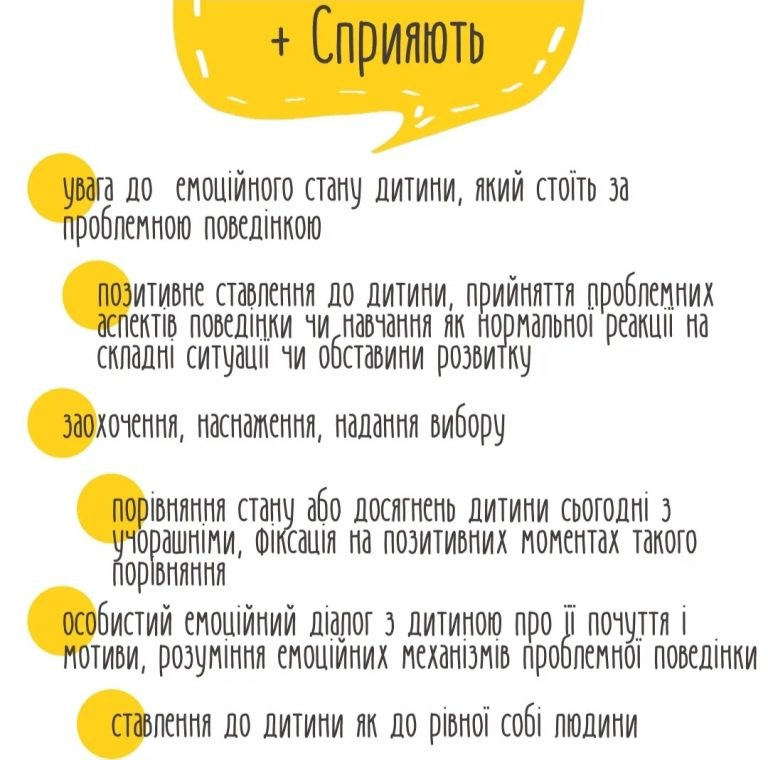 + Сприяють
увага до емоційного стану дитини, який стоїть за
проблемною поведінкою
позитивне ставлення до дитини, прийняття проблемних
аспектів поведінки чи навчання як нормальної реакції на
складні ситуації чи обставини розвитку
заохочення, наснаження, надання вибору
порівняння стану або досягнень дитини сьогодні з
учорашніми, фіксація на позитивних моментах такого
порівняння
особистий емоційний діалог з дитиною про її почуття і
мотиви, розуміння емоційних механізмів проблемної поведінки
ставлення до дитини як до рівної собі людини